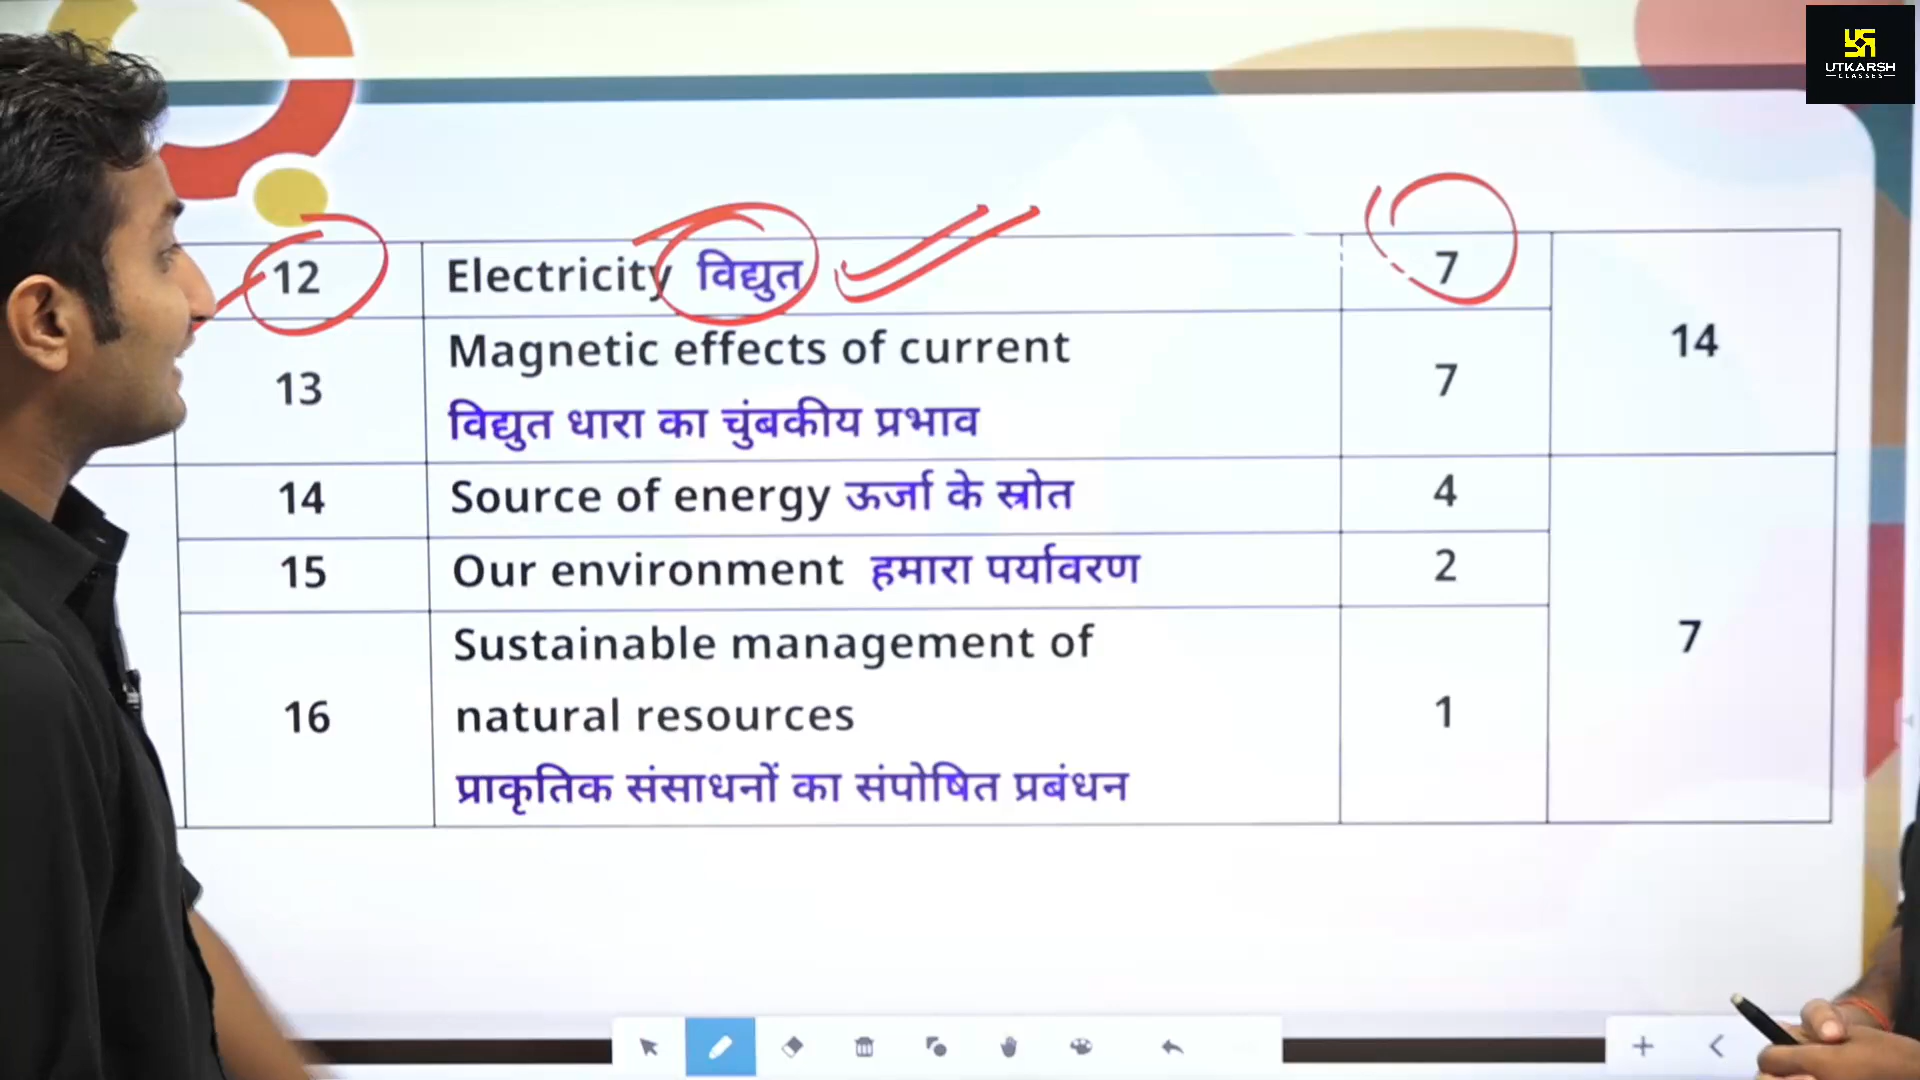 UTKARSH
CLASSES
12 Electricity विद्युत 7
14
13 Magnetic effects of current 7
विद्युत धारा का चुंबकीय प्रभाव
14 Source of energy ऊर्जा के स्रोत 4
15 Our environment हमारा पर्यावरण 2
7
16 Sustainable management of
natural resources 1
प्राकृतिक संसाधनों का संपोषित प्रबंधन